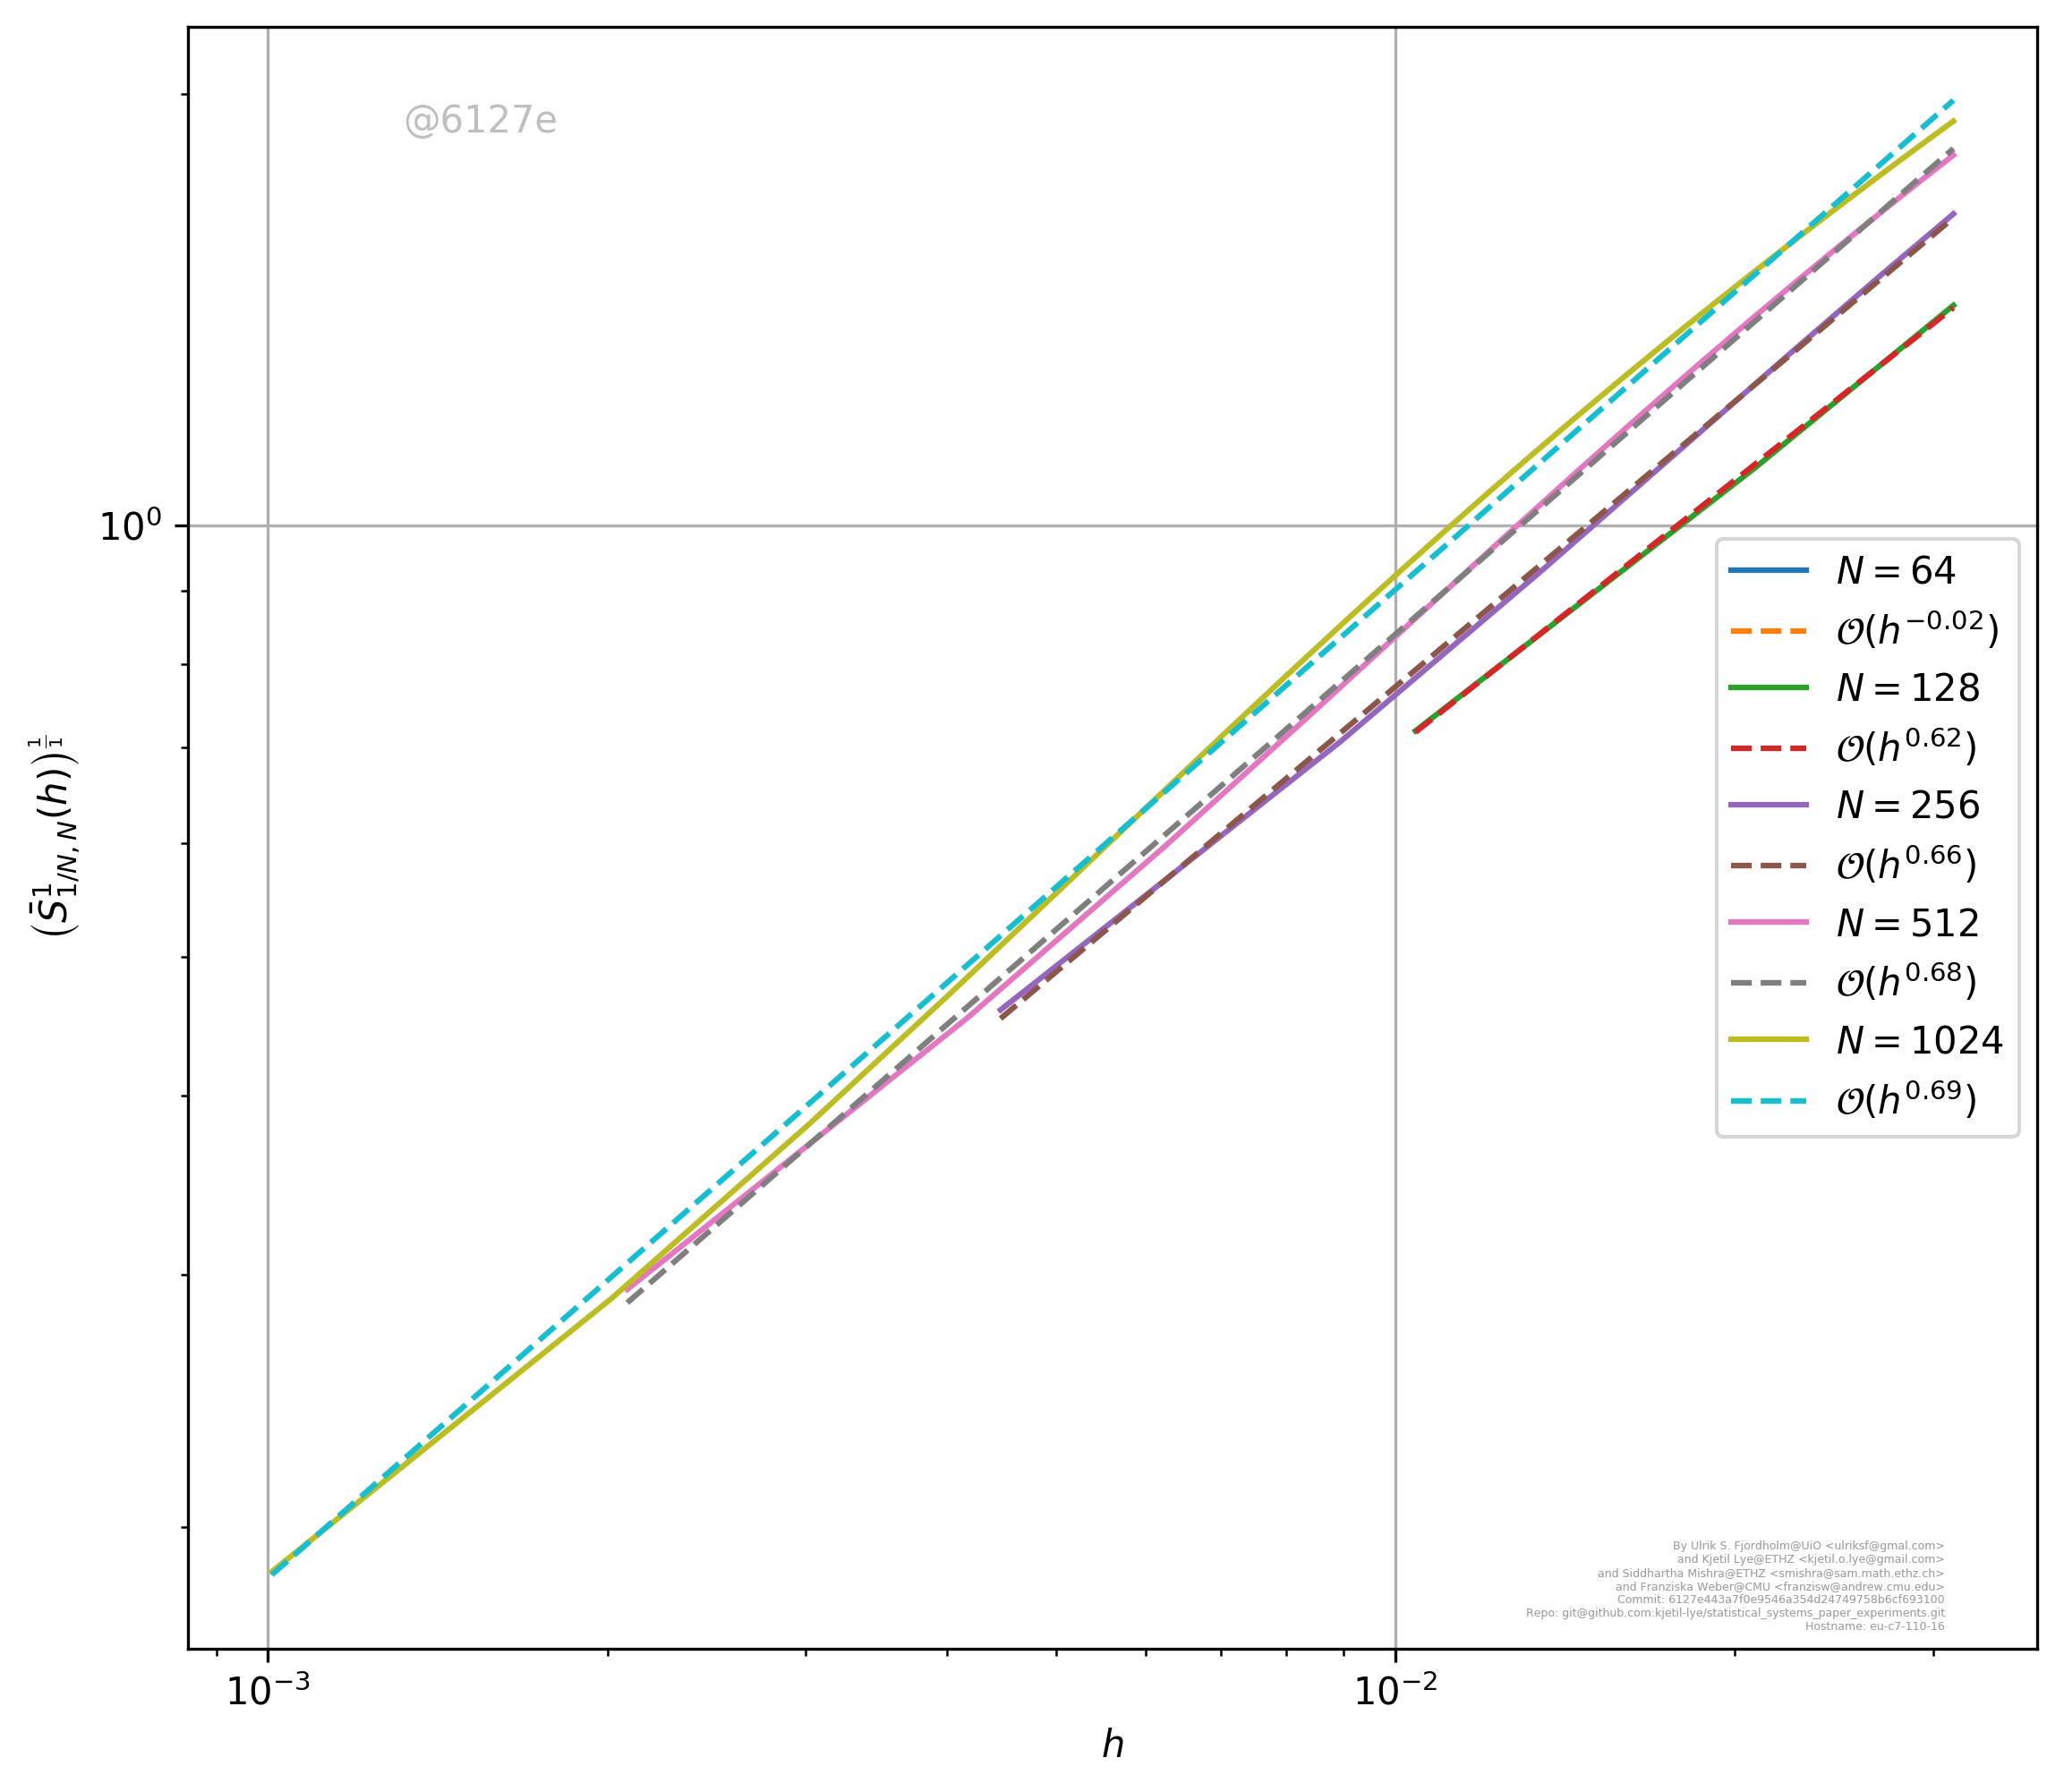 @6127e
10^0
(S̄^1_{1/N, N}(h))^{1/1}
N = 64
𝒪(h^{-0.02})
N = 128
𝒪(h^{0.62})
N = 256
𝒪(h^{0.66})
N = 512
𝒪(h^{0.68})
N = 1024
𝒪(h^{0.69})
By Ulrik S. Fjordholm@UiO <ulriksf@gmal.com>
and Kjetil Lye@ETHZ <kjetil.o.lye@gmail.com>
and Siddhartha Mishra@ETHZ <smishra@sam.math.ethz.ch>
and Franziska Weber@CMU <franzisw@andrew.cmu.edu>
Commit: 6127e443a7f0e9546a354d24749758b6cf693100
Repo: git@github.com:kjetil-lye/statistical_systems_paper_experiments.git
Hostname: eu-c7-110-16
10^{-3}
10^{-2}
h